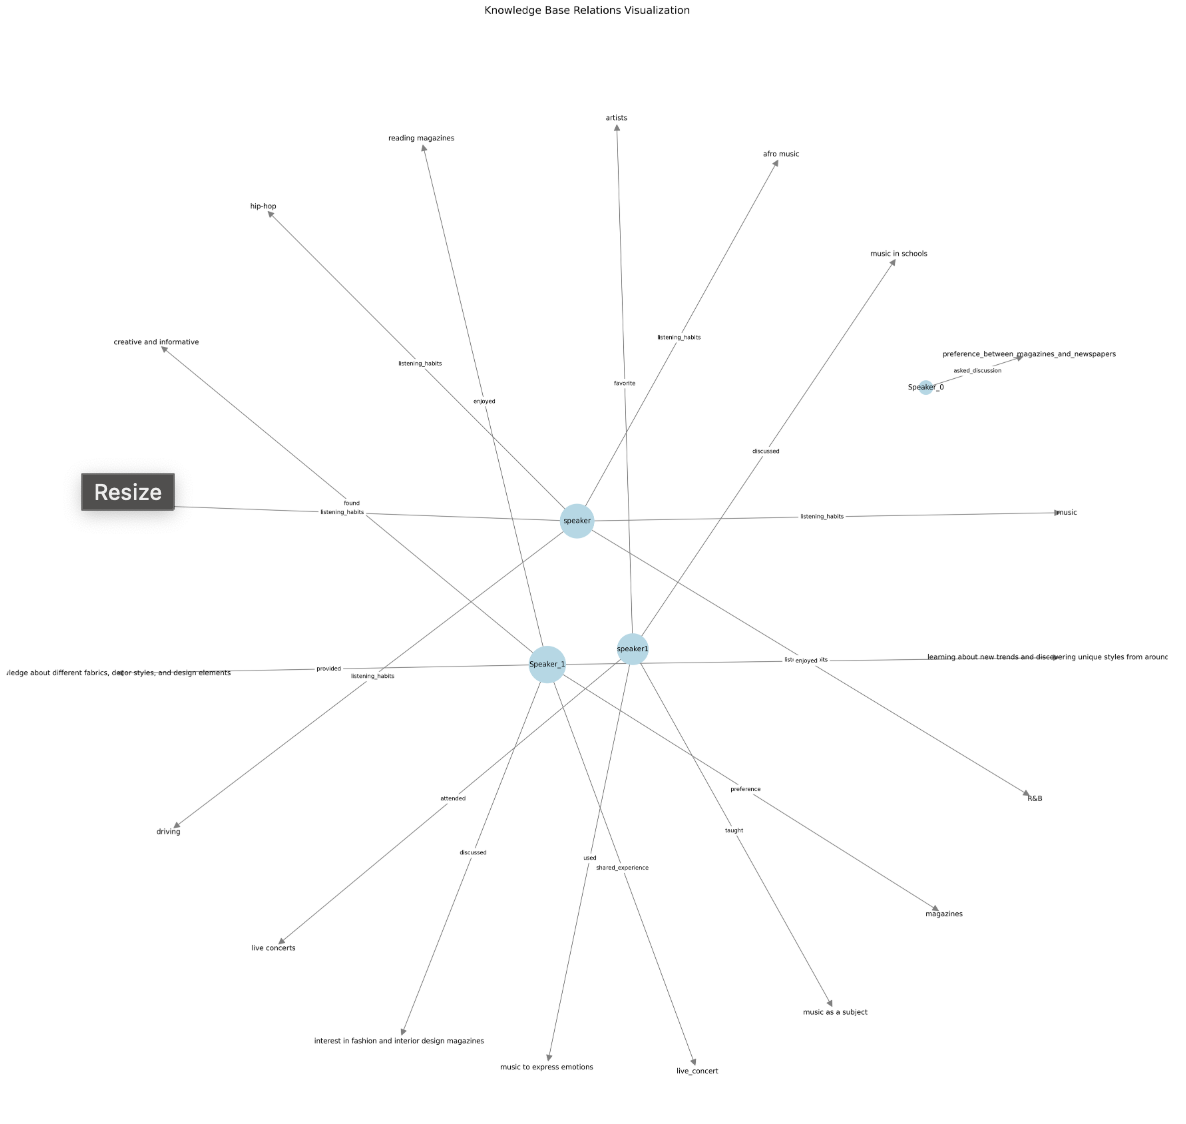 Knowledge Base Relations Visualization
artists
reading magazines
afro music
hip-hop
music in schools
listening_habits
creative and informative
preference_between_magazines_and_newspapers
listening_habits
asked_discussion
favorite
Speaker_0
enjoyed
discussed
Resize
found
listening_habits
listening_habits
music
speaker
speaker1
learning about new trends and discovering unique styles from around
enjoyed
Speaker_1
provided
about different fabrics, decor styles, and design elements
listening_habits
preference
attended
R&B
taught
driving
discussed
used
shared_experience
magazines
live concerts
music as a subject
interest in fashion and interior design magazines
music to express emotions
live_concert